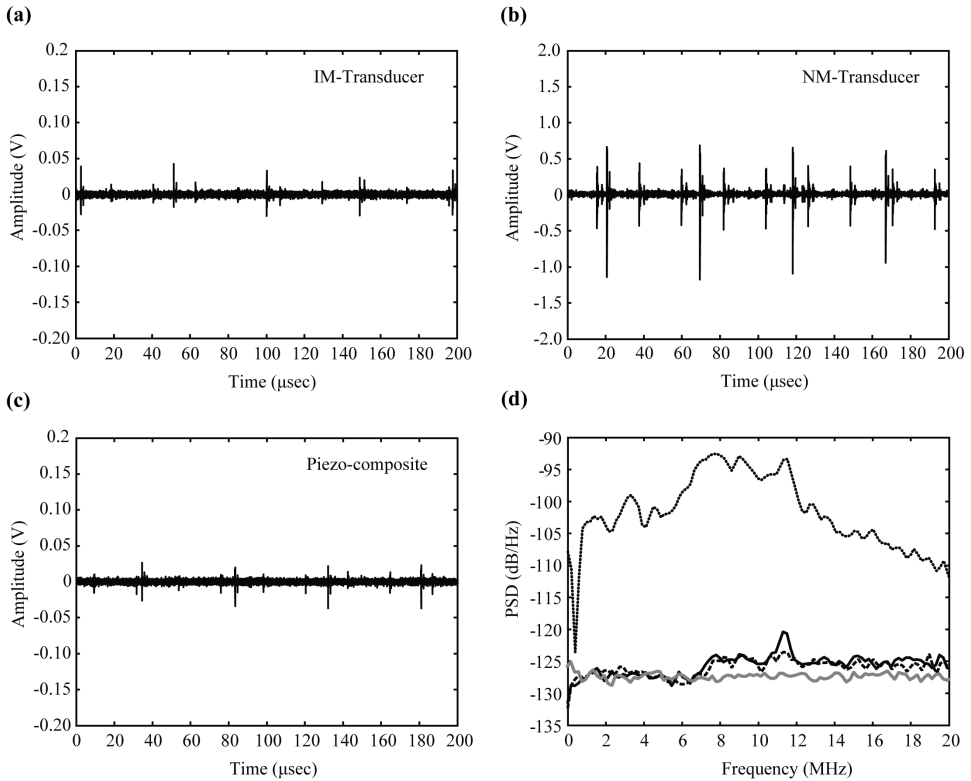 (a)
0.2
0.15
0.10
0.05
0
-0.05
-0.10
-0.15
-0.20
Amplitude (V)
IM-Transducer
0 20 40 60 80 100 120 140 160 180 200
Time (μsec)
(b)
2.0
1.5
1.0
0.5
0
-0.5
-1.0
-1.5
-2.0
Amplitude (V)
NM-Transducer
0 20 40 60 80 100 120 140 160 180 200
Time (μsec)
(c)
0.2
0.15
0.10
0.05
0
-0.05
-0.10
-0.15
-0.20
Amplitude (V)
Piezo-composite
0 20 40 60 80 100 120 140 160 180 200
Time (μsec)
(d)
-90
-95
-100
-105
-110
-115
-120
-125
-130
-135
PSD (dB/Hz)
0 2 4 6 8 10 12 14 16 18 20
Frequency (MHz)